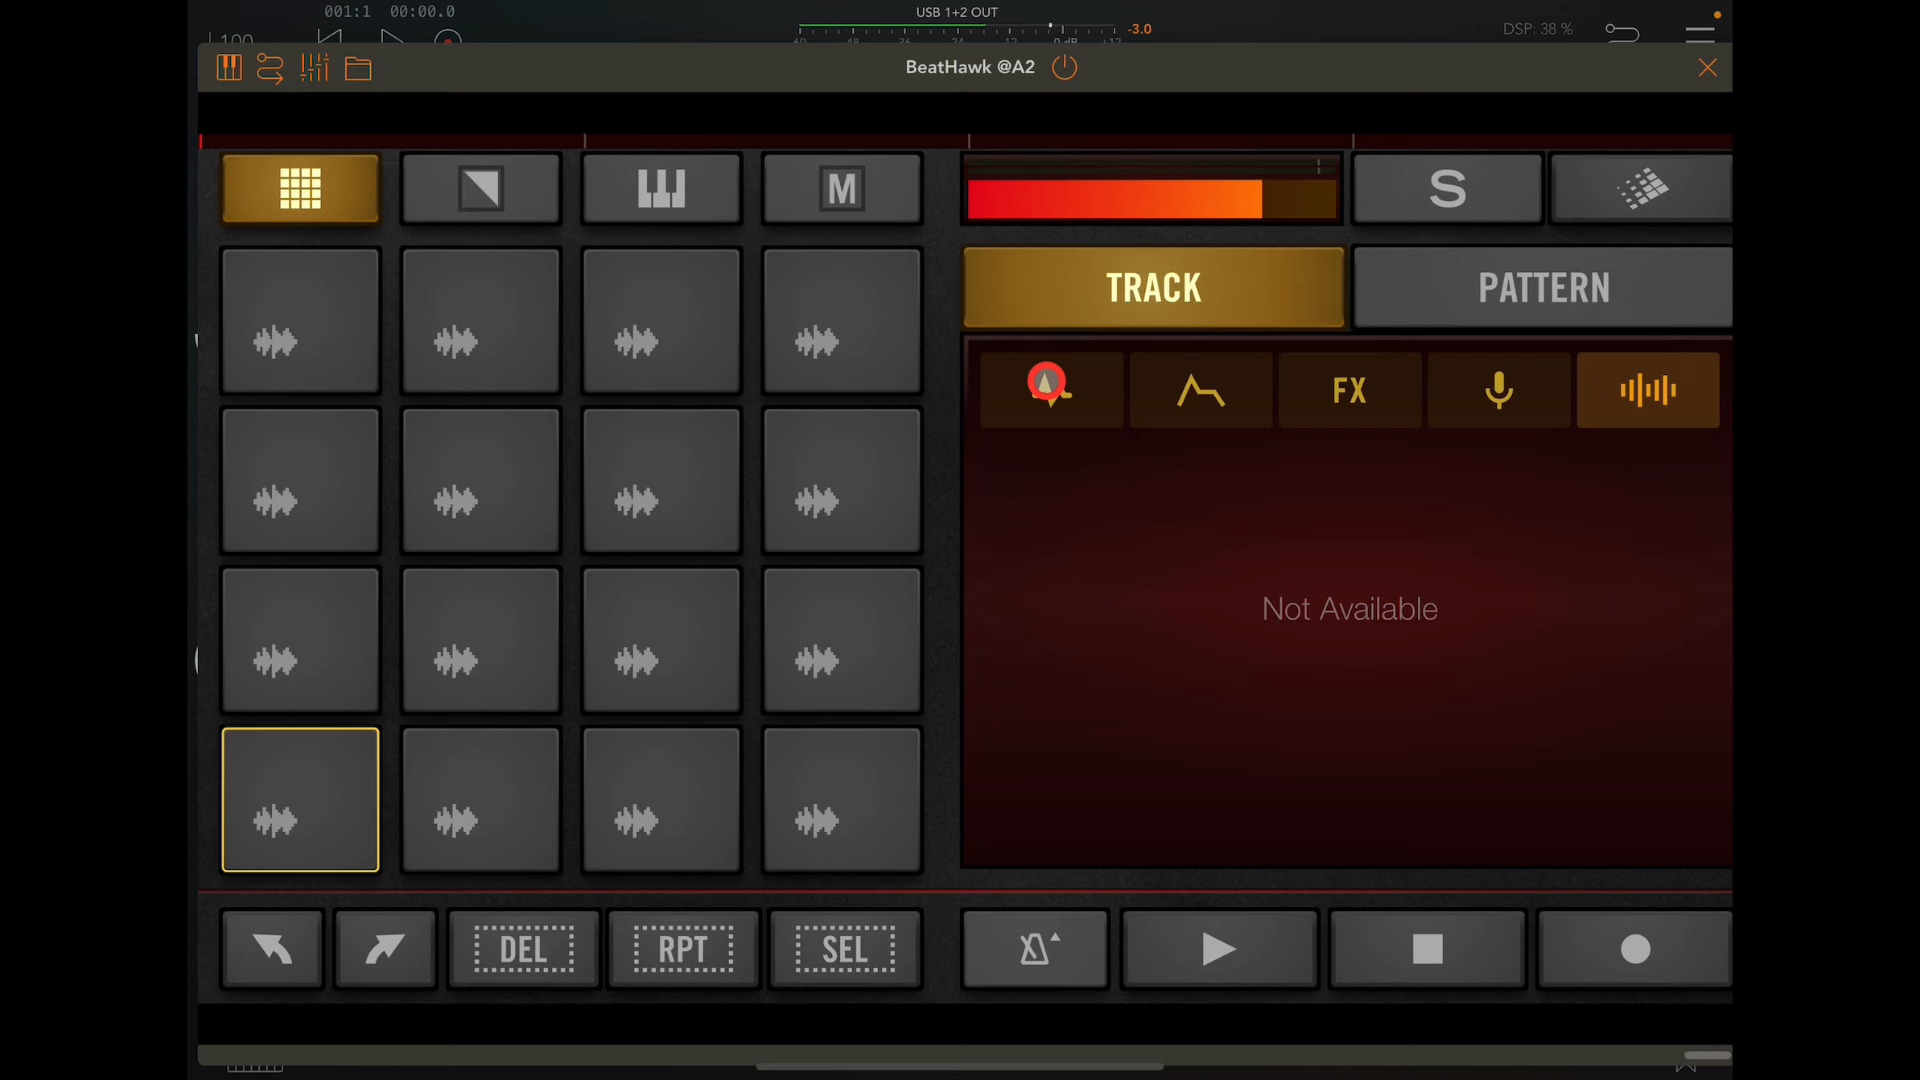 001:1 00:00.0
USB 1+2 OUT
-3.0
DSP: 38 %
100
BeatHawk @A2
M
S
TRACK
PATTERN
FX
Not Available
DEL
RPT
SEL